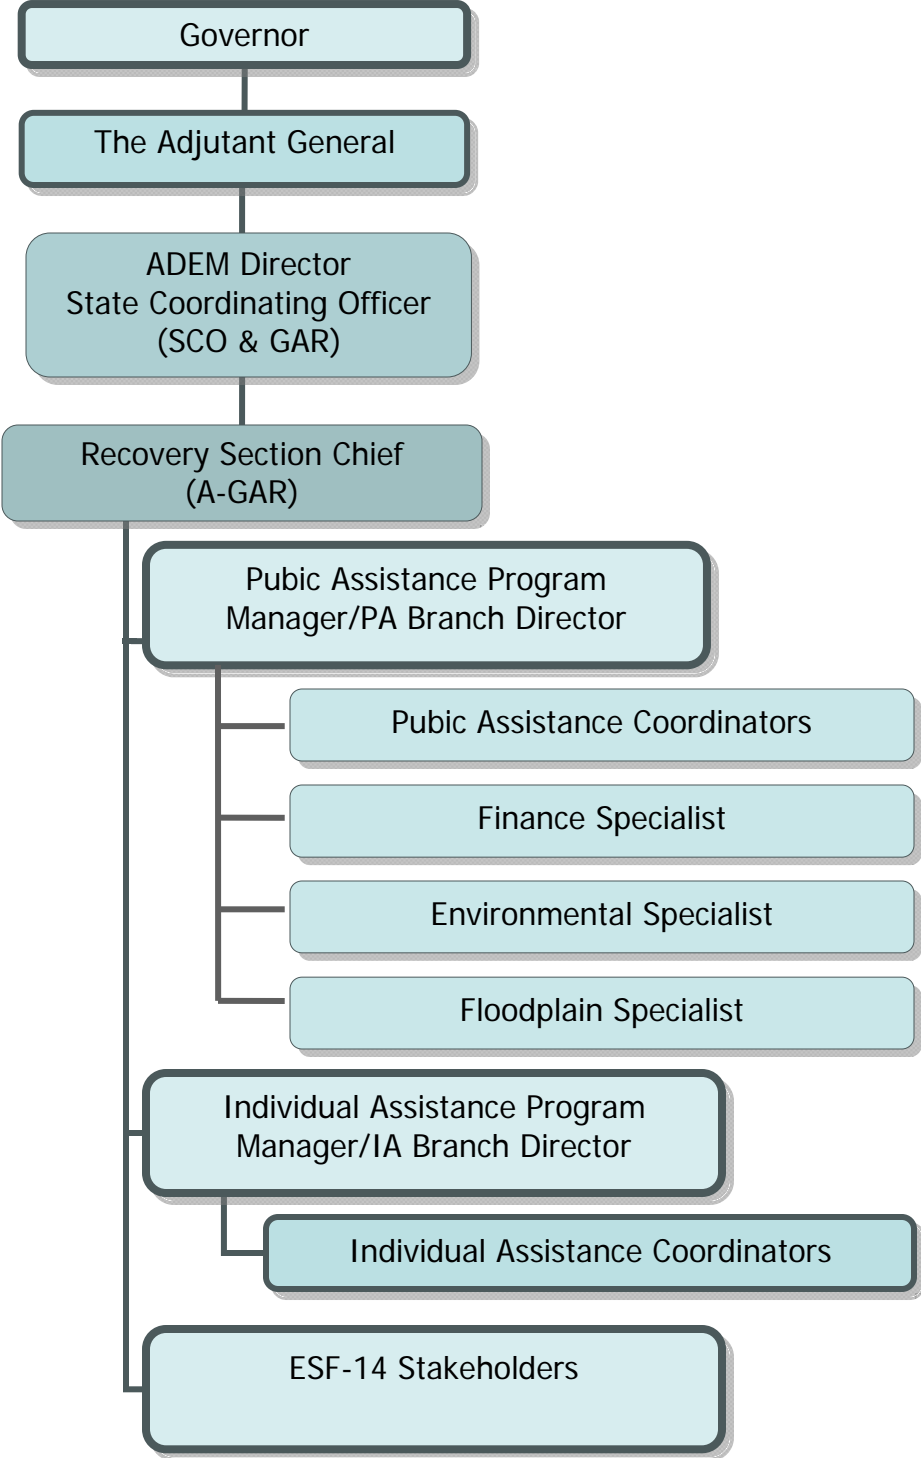 Governor
The Adjutant General
ADEM Director
State Coordinating Officer
(SCO & GAR)
Recovery Section Chief
(A-GAR)
Pubic Assistance Program
Manager/PA Branch Director
Pubic Assistance Coordinators
Finance Specialist
Environmental Specialist
Floodplain Specialist
Individual Assistance Program
Manager/IA Branch Director
Individual Assistance Coordinators
ESF-14 Stakeholders